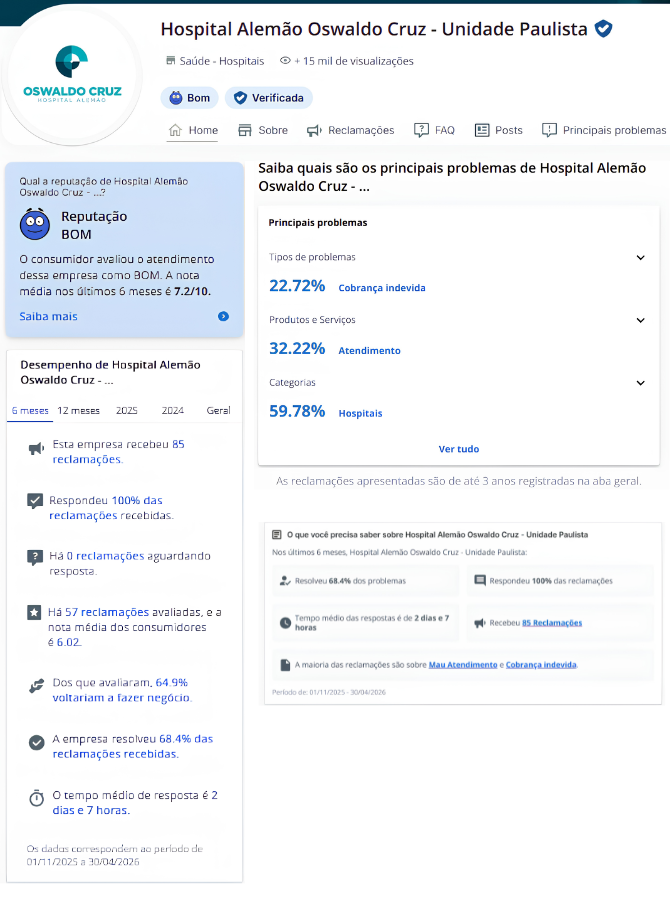 Hospital Alemão Oswaldo Cruz - Unidade Paulista
Saúde - Hospitais
+ 15 mil de visualizações
OSWALDO CRUZ
HOSPITAL ALEMÃO
Bom
Verificada
Home
Sobre
Reclamações
FAQ
Posts
Principais problemas
Qual a reputação de Hospital Alemão
Oswaldo Cruz - ...?
Reputação
BOM
O consumidor avaliou o atendimento
dessa empresa como BOM. A nota
média nos últimos 6 meses é 7.2/10.
Saiba mais
Desempenho de Hospital Alemão
Oswaldo Cruz - ...
6 meses 12 meses 2025 2024 Geral
Esta empresa recebeu 85
reclamações.
Respondeu 100% das
reclamações recebidas.
Há 0 reclamações aguardando
resposta.
Há 57 reclamações avaliadas, e a
nota média dos consumidores
é 6.02.
Dos que avaliaram, 64.9%
voltariam a fazer negócio.
A empresa resolveu 68.4% das
reclamações recebidas.
O tempo médio de resposta é 2
dias e 7 horas.
Os dados correspondem ao período de
01/11/2025 a 30/04/2026
Saiba quais são os principais problemas de Hospital Alemão
Oswaldo Cruz - ...
Principais problemas
Tipos de problemas
22.72% Cobrança indevida
Produtos e Serviços
32.22% Atendimento
Categorias
59.78% Hospitais
Ver tudo
As reclamações apresentadas são de até 3 anos registradas na aba geral.
O que você precisa saber sobre Hospital Alemão Oswaldo Cruz - Unidade Paulista
Nos últimos 6 meses, Hospital Alemão Oswaldo Cruz - Unidade Paulista:
Resolveu 68.4% dos problemas
Respondeu 100% das reclamações
Tempo médio das respostas é de 2 dias e 7
horas
Recebeu 85 Reclamações
A maioria das reclamações são sobre Mau Atendimento e Cobrança indevida.
Período de: 01/11/2025 - 30/04/2026